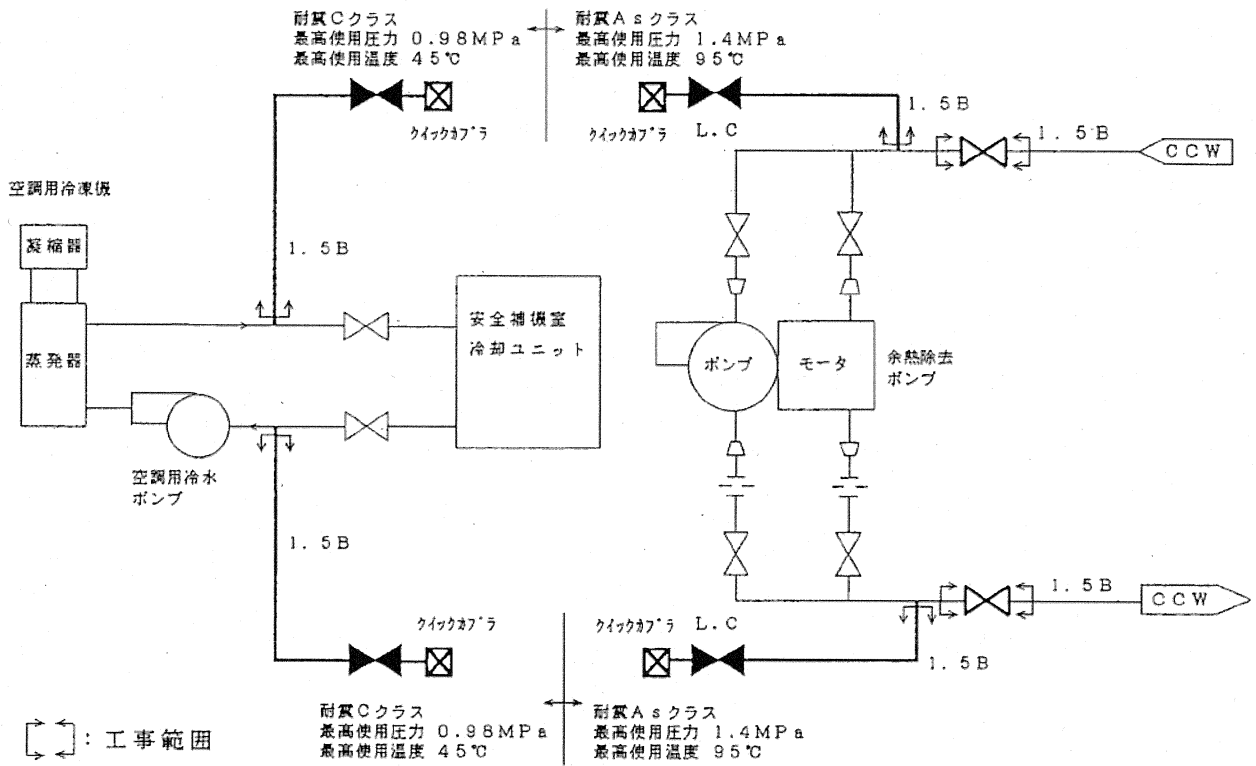 耐震Cクラス
最高使用圧力 0.98MPa
最高使用温度 45℃
耐震Asクラス
最高使用圧力 1.4MPa
最高使用温度 95℃
クイックカプラ
クイックカプラ
L.C
1.5B
1.5B
CCW
空調用冷凍機
凝縮器
蒸発器
1.5B
安全補機室
冷却ユニット
ポンプ
モータ
余熱除去
ポンプ
空調用冷水
ポンプ
1.5B
1.5B
CCW
クイックカプラ
クイックカプラ
L.C
1.5B
耐震Cクラス
最高使用圧力 0.98MPa
最高使用温度 45℃
耐震Asクラス
最高使用圧力 1.4MPa
最高使用温度 95℃
：工事範囲